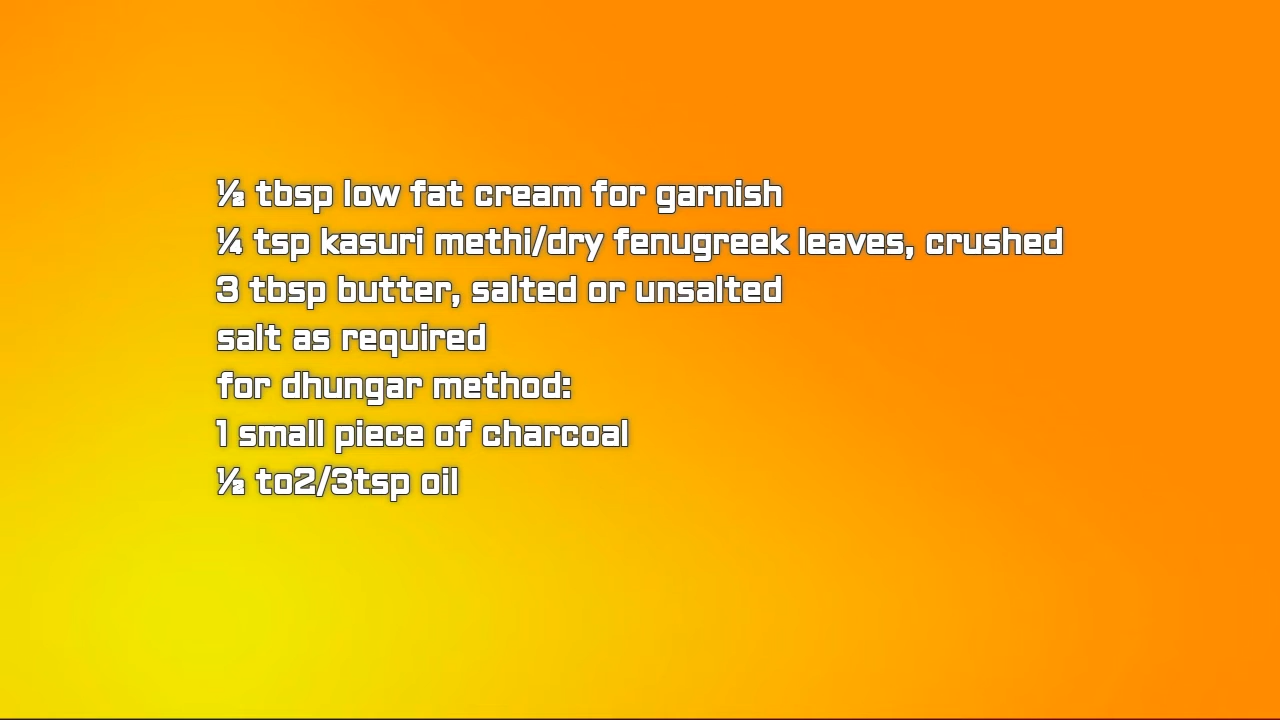 ½ tbsp low fat cream for garnish
¼ tsp kasuri methi/dry fenugreek leaves, crushed
3 tbsp butter, salted or unsalted
salt as required
for dhungar method:
1 small piece of charcoal
½ to2/3tsp oil